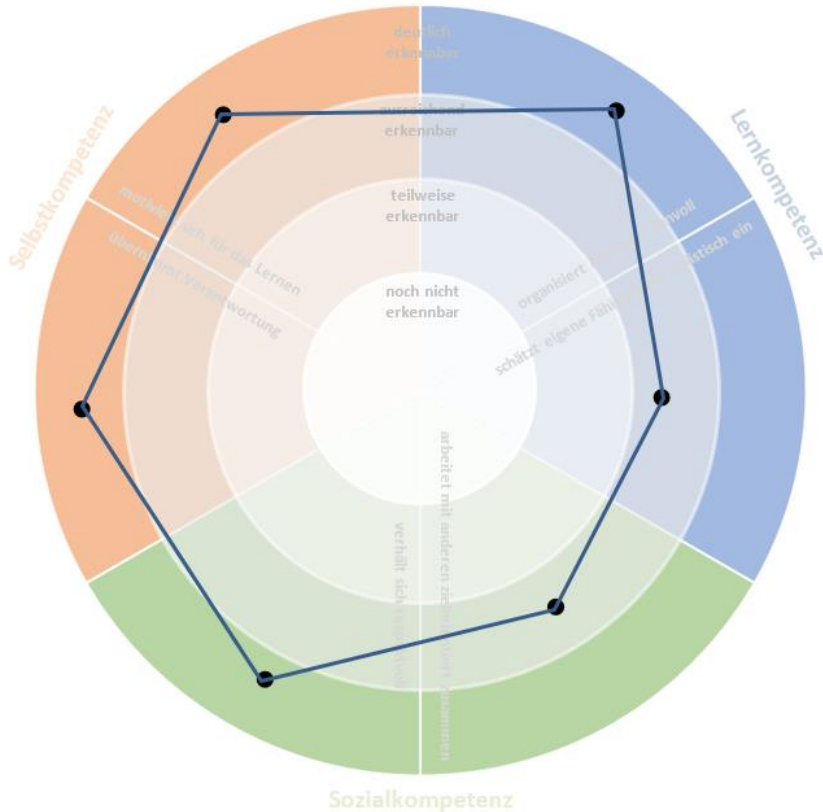 deutlich
erkennbar
ausreichend
erkennbar
teilweise
erkennbar
noch nicht
erkennbar
Selbstkompetenz
Lernkompetenz
motiviert sich für das Lernen
übernimmt Verantwortung
organisiert
schätzt eigene
ein
arbeitet mit anderen zusammen
verhält sich
Sozialkompetenz